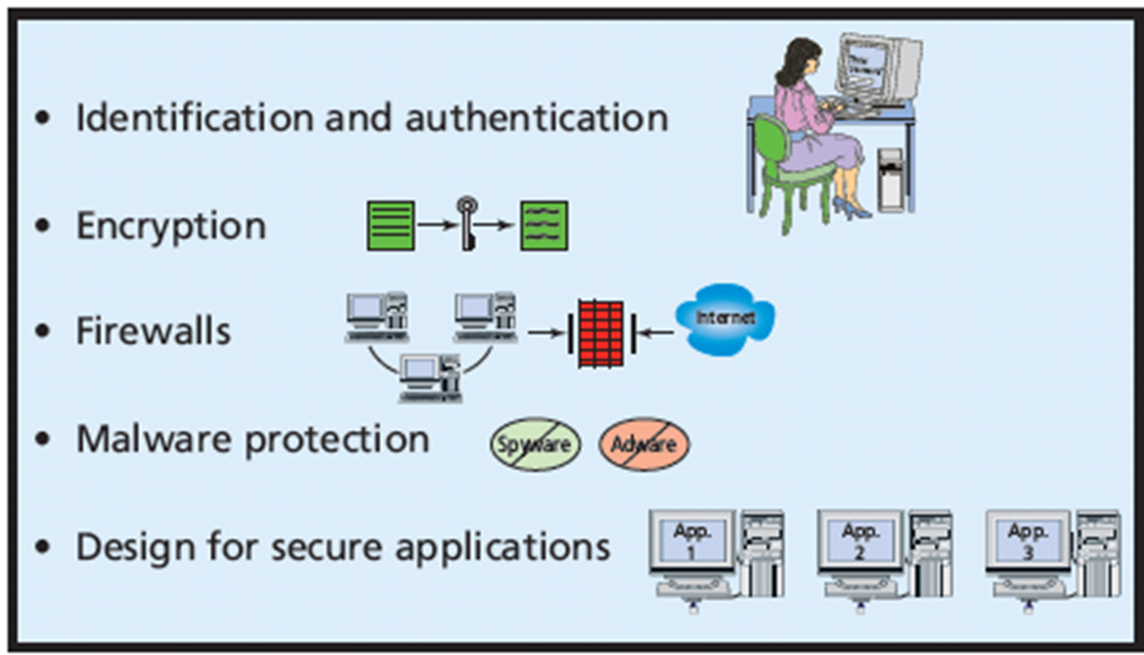 • Identification and authentication
• Encryption
• Firewalls
Internet
• Malware protection
Spyware
Adware
• Design for secure applications
App. 1
App. 2
App. 3